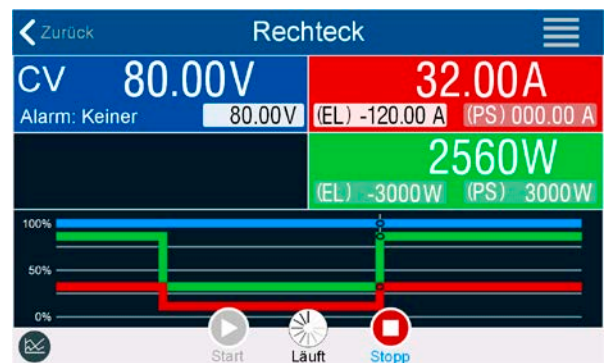 Zurück
Rechteck
CV 80.00V
32.00A
Alarm: Keiner 80.00V
(EL) -120.00 A (PS) 000.00 A
2560W
(EL) -3000W (PS) 3000W
100%
50%
0%
Start Läuft Stopp